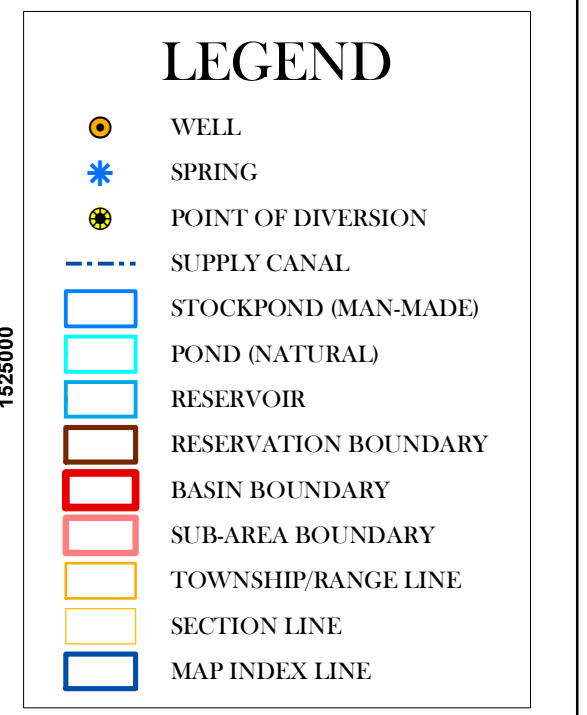 LEGEND
WELL
SPRING
POINT OF DIVERSION
SUPPLY CANAL
STOCKPOND (MAN-MADE)
POND (NATURAL)
RESERVOIR
RESERVATION BOUNDARY
BASIN BOUNDARY
SUB-AREA BOUNDARY
TOWNSHIP/RANGE LINE
SECTION LINE
MAP INDEX LINE
1525000